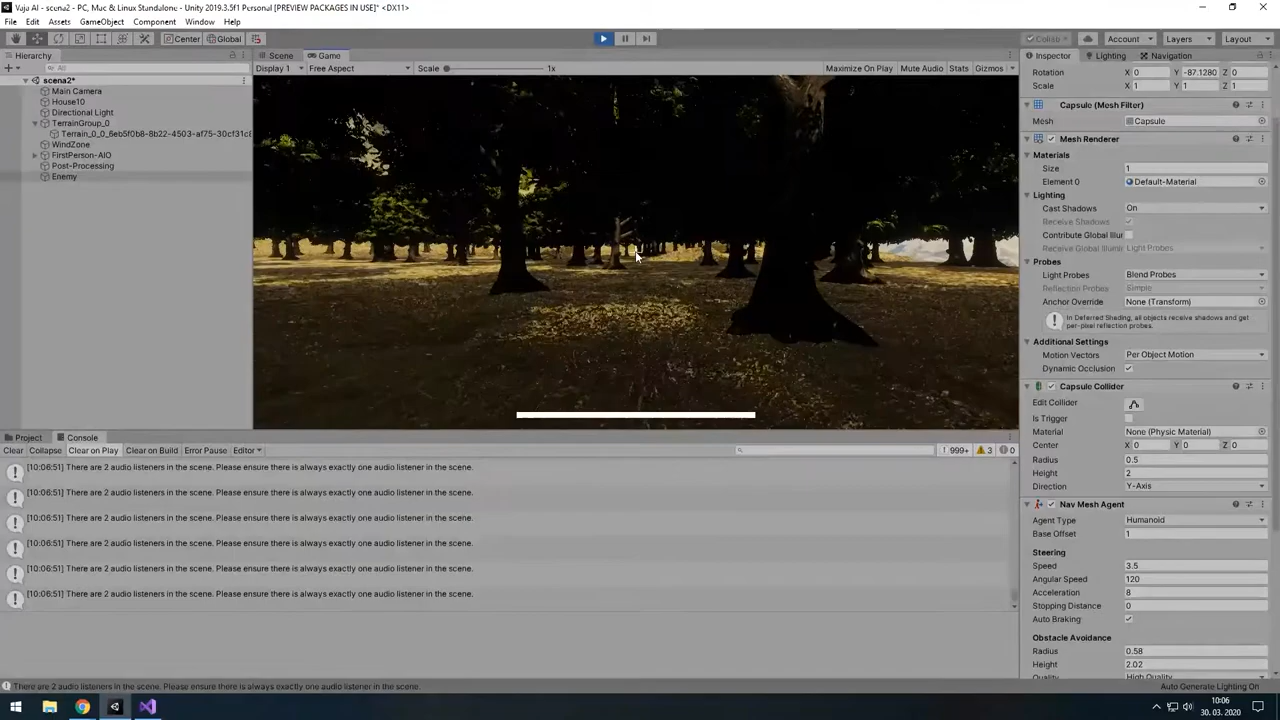 Vaja AI - scena2 - PC, Mac & Linux Standalone - Unity 2019.3.5f1 Personal [PREVIEW PACKAGES IN USE]* <DX11>
File Edit Assets GameObject Component Window Help
Center Global Collab Account Layers Layout
Hierarchy Scene Game Inspector Lighting Navigation
All Display 1 Free Aspect Scale 1x Maximize On Play Mute Audio Stats Gizmos
scena2*
Main Camera
House10
Directional Light
TerrainGroup_0
WindZone
FirstPerson-AIO
Post-Processing
Enemy
Rotation X 0 Y -87.1280 Z 0
Scale X 1 Y 1 Z 1
Capsule (Mesh Filter)
Mesh Capsule
Mesh Renderer
Materials
Size 1
Element 0 Default-Material
Lighting
Cast Shadows On
Receive Shadows
Contribute Global Illum
Receive Global Illumin Light Probes
Probes
Light Probes Blend Probes
Reflection Probes Simple
Anchor Override None (Transform)
In Deferred Shading, all objects receive shadows and get
per-pixel reflection probes.
Additional Settings
Motion Vectors Per Object Motion
Dynamic Occlusion
Capsule Collider
Edit Collider
Is Trigger
Material None (Physic Material)
Center X 0 Y 0 Z 0
Radius 0.5
Height 2
Direction Y-Axis
Nav Mesh Agent
Agent Type Humanoid
Base Offset 1
Steering
Speed 3.5
Angular Speed 120
Acceleration 8
Stopping Distance 0
Auto Braking
Obstacle Avoidance
Radius 0.58
Height 2.02
Quality High Quality
Project Console
Clear Collapse Clear on Play Clear on Build Error Pause Editor 999+ 3 0
[10:06:51] There are 2 audio listeners in the scene. Please ensure there is always exactly one audio listener in the scene.
[10:06:51] There are 2 audio listeners in the scene. Please ensure there is always exactly one audio listener in the scene.
[10:06:51] There are 2 audio listeners in the scene. Please ensure there is always exactly one audio listener in the scene.
[10:06:51] There are 2 audio listeners in the scene. Please ensure there is always exactly one audio listener in the scene.
[10:06:51] There are 2 audio listeners in the scene. Please ensure there is always exactly one audio listener in the scene.
[10:06:51] There are 2 audio listeners in the scene. Please ensure there is always exactly one audio listener in the scene.
There are 2 audio listeners in the scene. Please ensure there is always exactly one audio listener in the scene.
Auto Generate Lighting On
10:06
30. 03. 2020